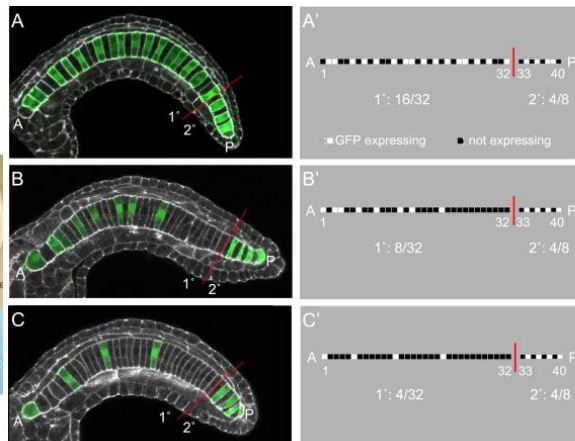 A
1˚
2˚
A
P
A'
A
P
1
32
33
40
1˚: 16/32
2˚: 4/8
:GFP expressing
: not expressing
B
1˚
2˚
A
P
B'
A
P
1
32
33
40
1˚: 8/32
2˚: 4/8
C
1˚
2˚
A
P
C'
A
P
1
32
33
40
1˚: 4/32
2˚: 4/8